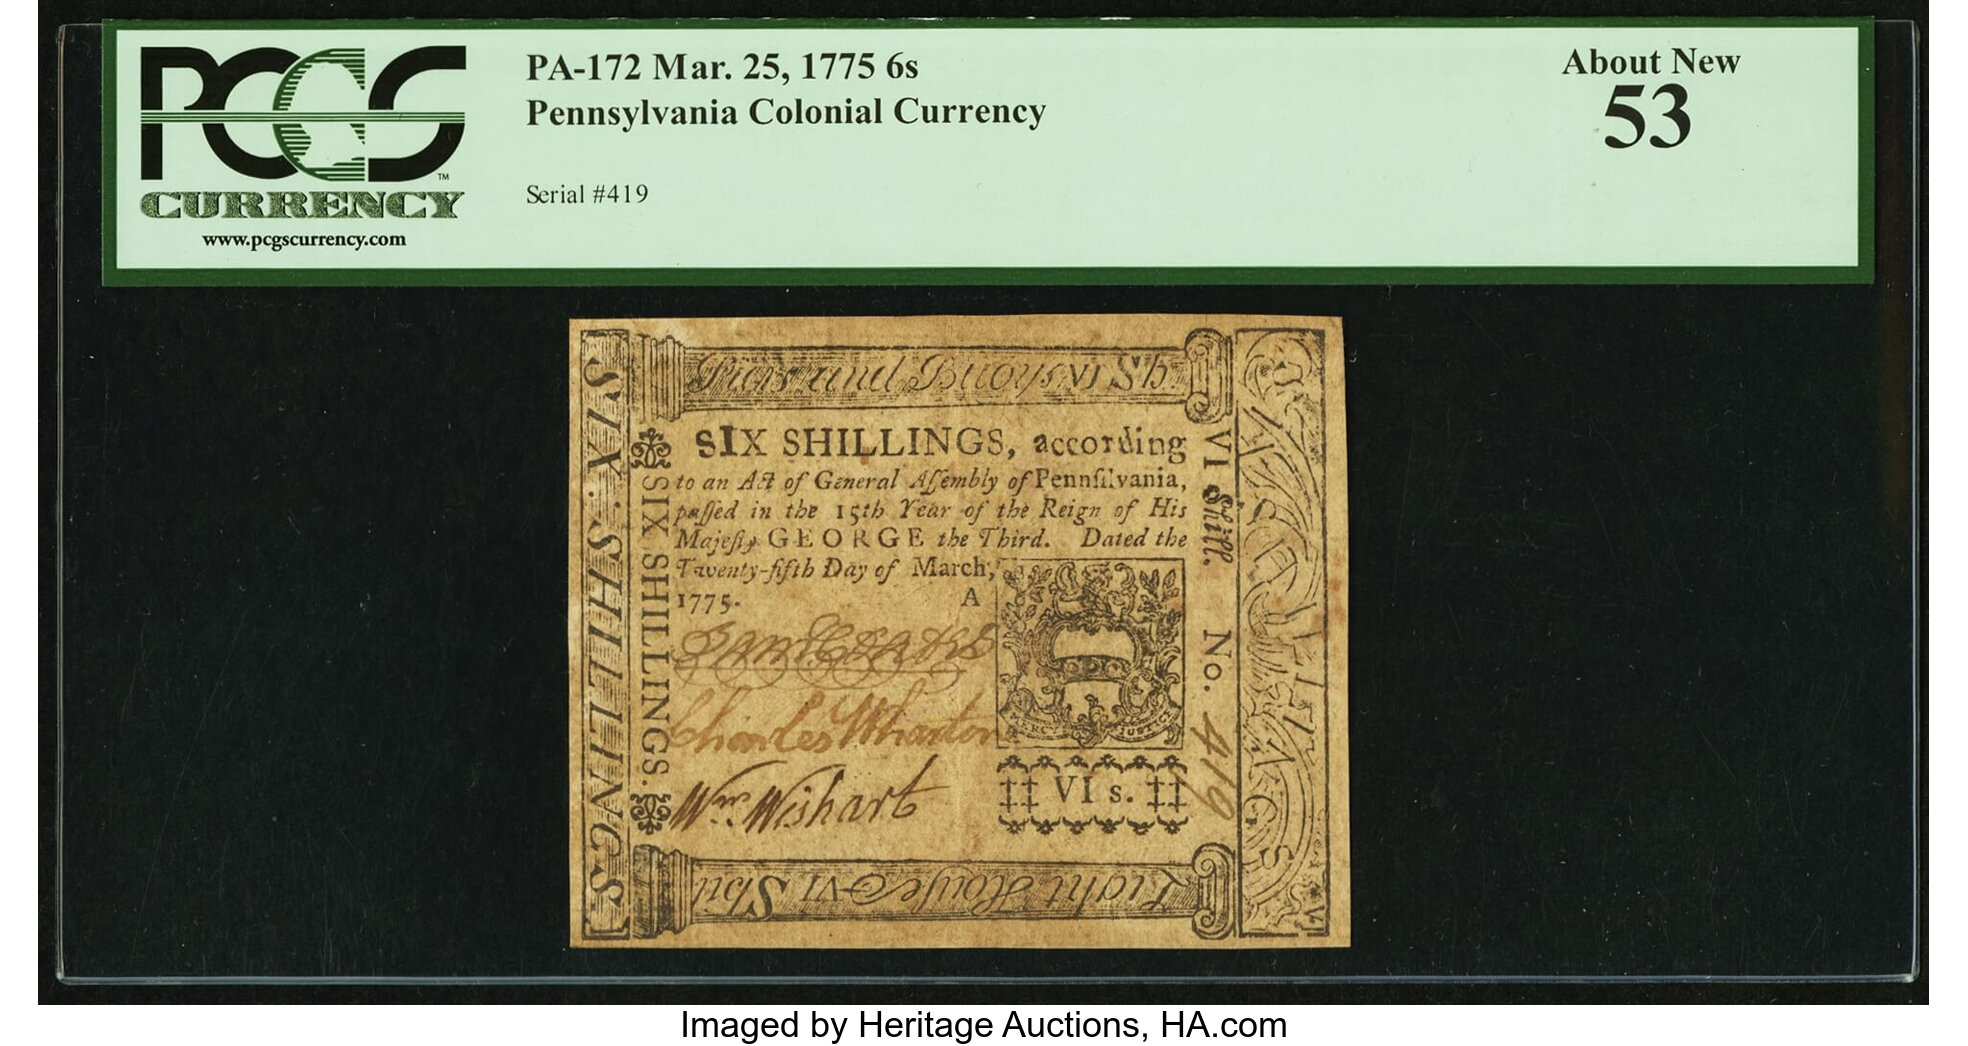 PCGS
TM
CURRENCY
www.pcgscurrency.com
PA-172 Mar. 25, 1775 6s
Pennsylvania Colonial Currency
Serial #419
About New
53
Piers and Buoys VI Sh.
SIX SHILLINGS
SIX SHILLINGS.
SIX SHILLINGS, according
to an Act of General Aſſembly of Pennſilvania,
paſſed in the 15th Year of the Reign of His
Majeſty GEORGE the Third. Dated the
Twenty-fifth Day of March,
1775. A
Charles Wharton
Wm. Wishart
MERCY JUSTICE
VI s.
VI Shill. No. 419
Light Houſe VI Shil
Imaged by Heritage Auctions, HA.com